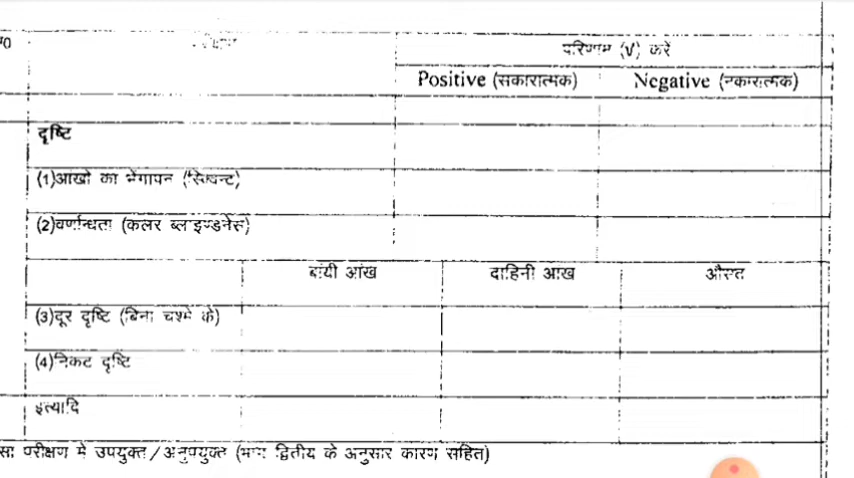 परिणाम (√) करें
Positive (सकारात्मक) Negative (नकारात्मक)
दृष्टि
(1)आंखों का भेंगापन (स्क्विन्ट)
(2)वर्णान्धता (कलर ब्लाइण्डनेस)
बांयी आंख दाहिनी आंख औसत
(3)दूर दृष्टि (बिना चश्में के)
(4)निकट दृष्टि
इत्यादि
परीक्षण में उपयुक्त/अनुपयुक्त (भाग द्वितीय के अनुसार कारण सहित)